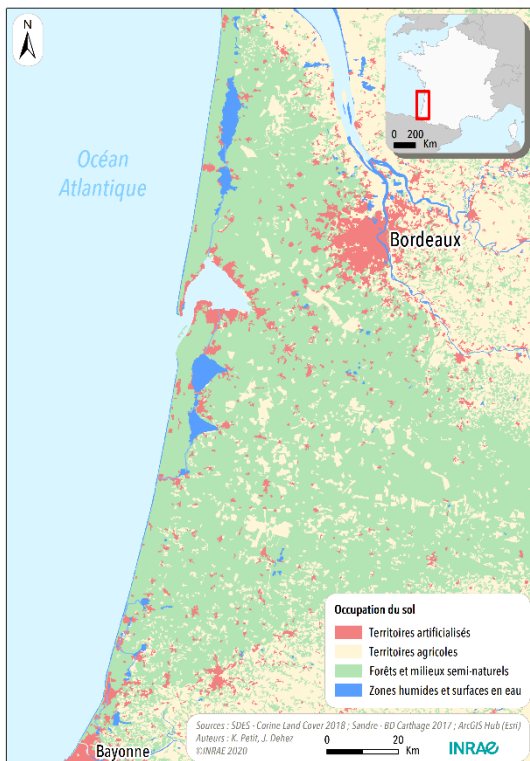 N
0 200
Km
Océan
Atlantique
Bordeaux
Occupation du sol
Territoires artificialisés
Territoires agricoles
Forêts et milieux semi-naturels
Zones humides et surfaces en eau
Bayonne
Sources : SDES - Corine Land Cover 2018 ; Sandre - BD Carthage 2017 ; ArcGIS Hub (Esri)
Auteurs : K. Petit, J. Deher
©INRAE 2020
0 20
Km
INRAE